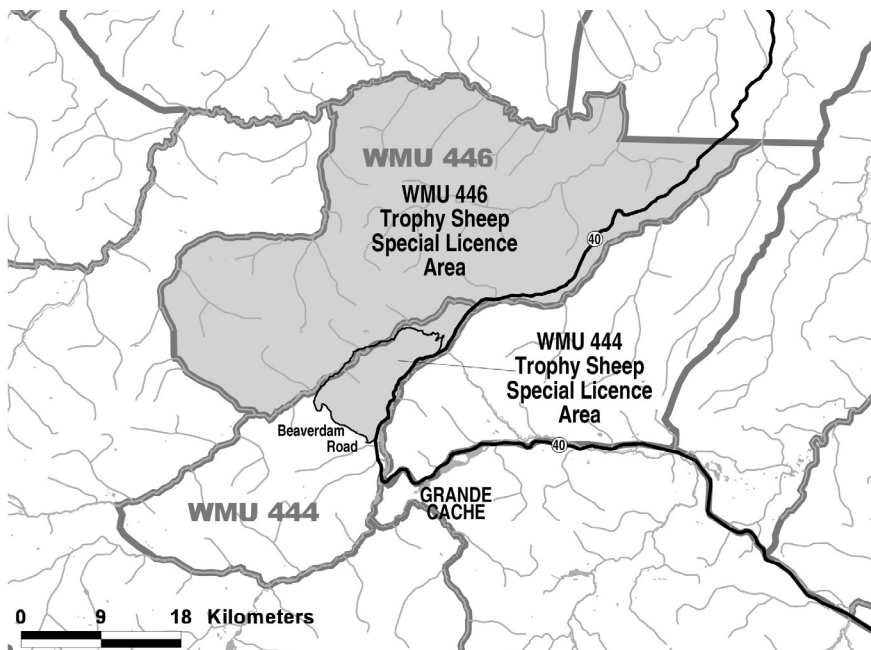 WMU 446
WMU 446
Trophy Sheep
Special Licence
Area
40
WMU 444
Trophy Sheep
Special Licence
Area
Beaverdam
Road
40
GRANDE
CACHE
WMU 444
0 9 18 Kilometers